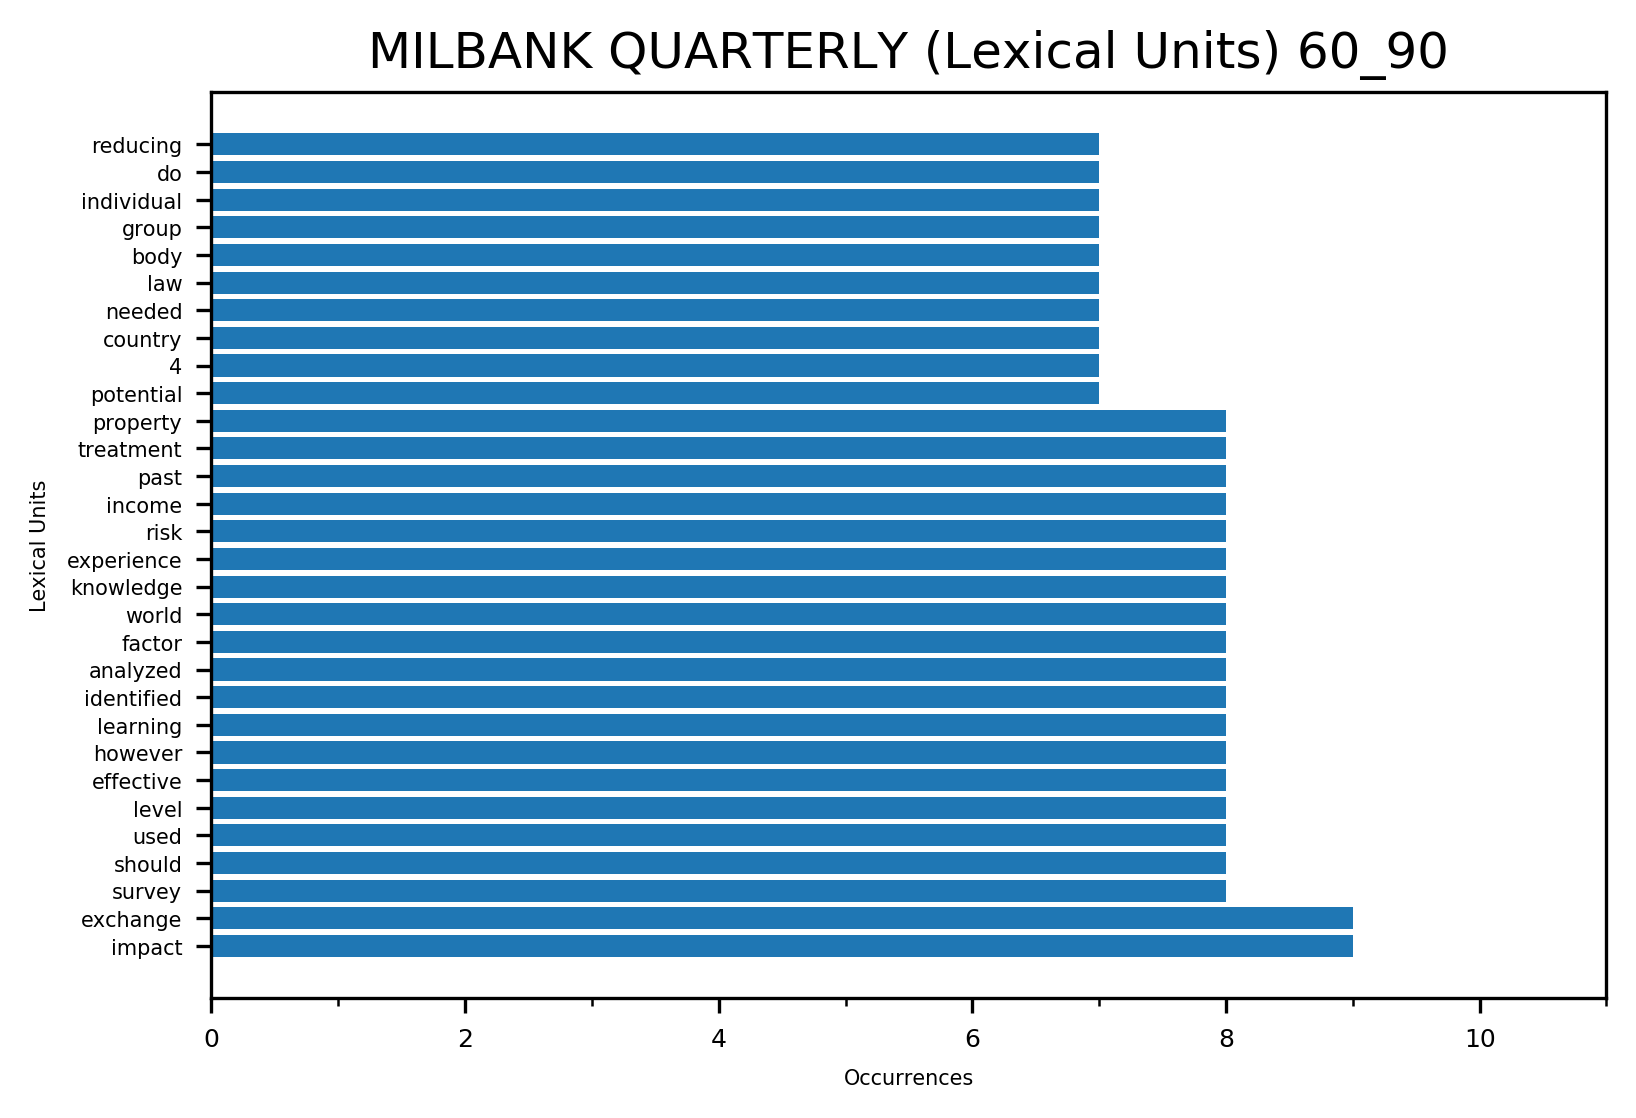 MILBANK QUARTERLY (Lexical Units) 60_90
reducing
do
individual
group
body
law
needed
country
4
potential
property
treatment
past
income
risk
experience
knowledge
world
factor
analyzed
identified
learning
however
effective
level
used
should
survey
exchange
impact
Lexical Units
0 2 4 6 8 10
Occurrences